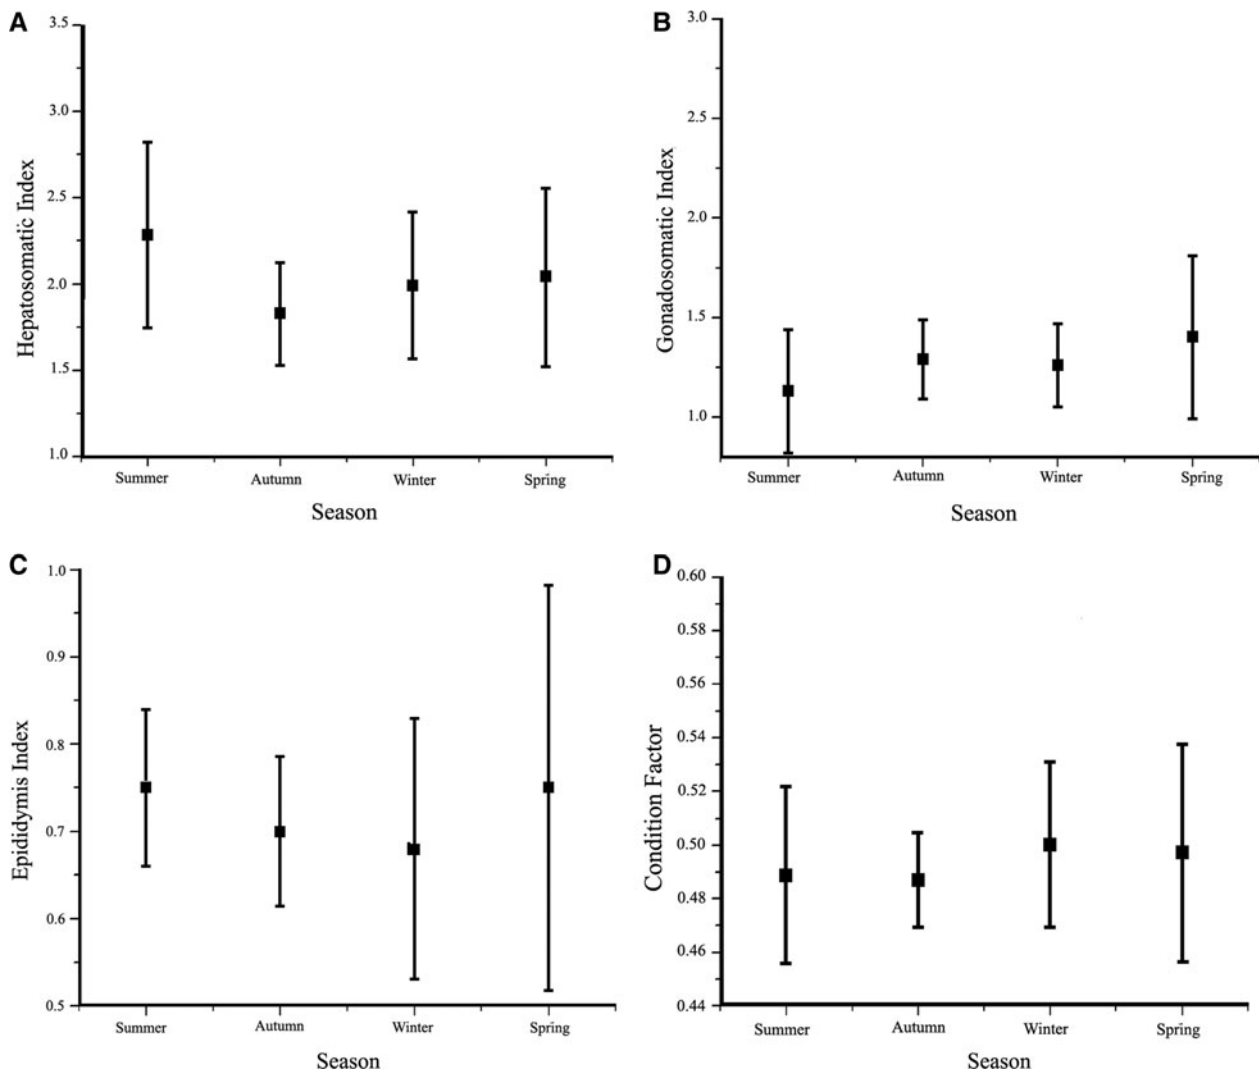 A
3.5
3.0
2.5
2.0
1.5
1.0
Hepatosomatic Index
Summer Autumn Winter Spring
Season
B
3.0
2.5
2.0
1.5
1.0
Gonadosomatic Index
Summer Autumn Winter Spring
Season
C
1.0
0.9
0.8
0.7
0.6
0.5
Epididymis Index
Summer Autumn Winter Spring
Season
D
0.60
0.58
0.56
0.54
0.52
0.50
0.48
0.46
0.44
Condition Factor
Summer Autumn Winter Spring
Season